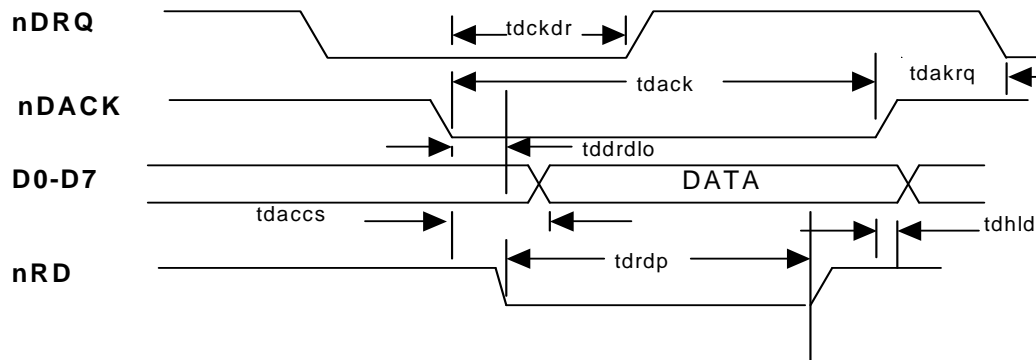 nDRQ
tdckdr
tdack
tdakrq
nDACK
tddrdlo
D0-D7
DATA
tdaccs
tdhld
tdrdp
nRD